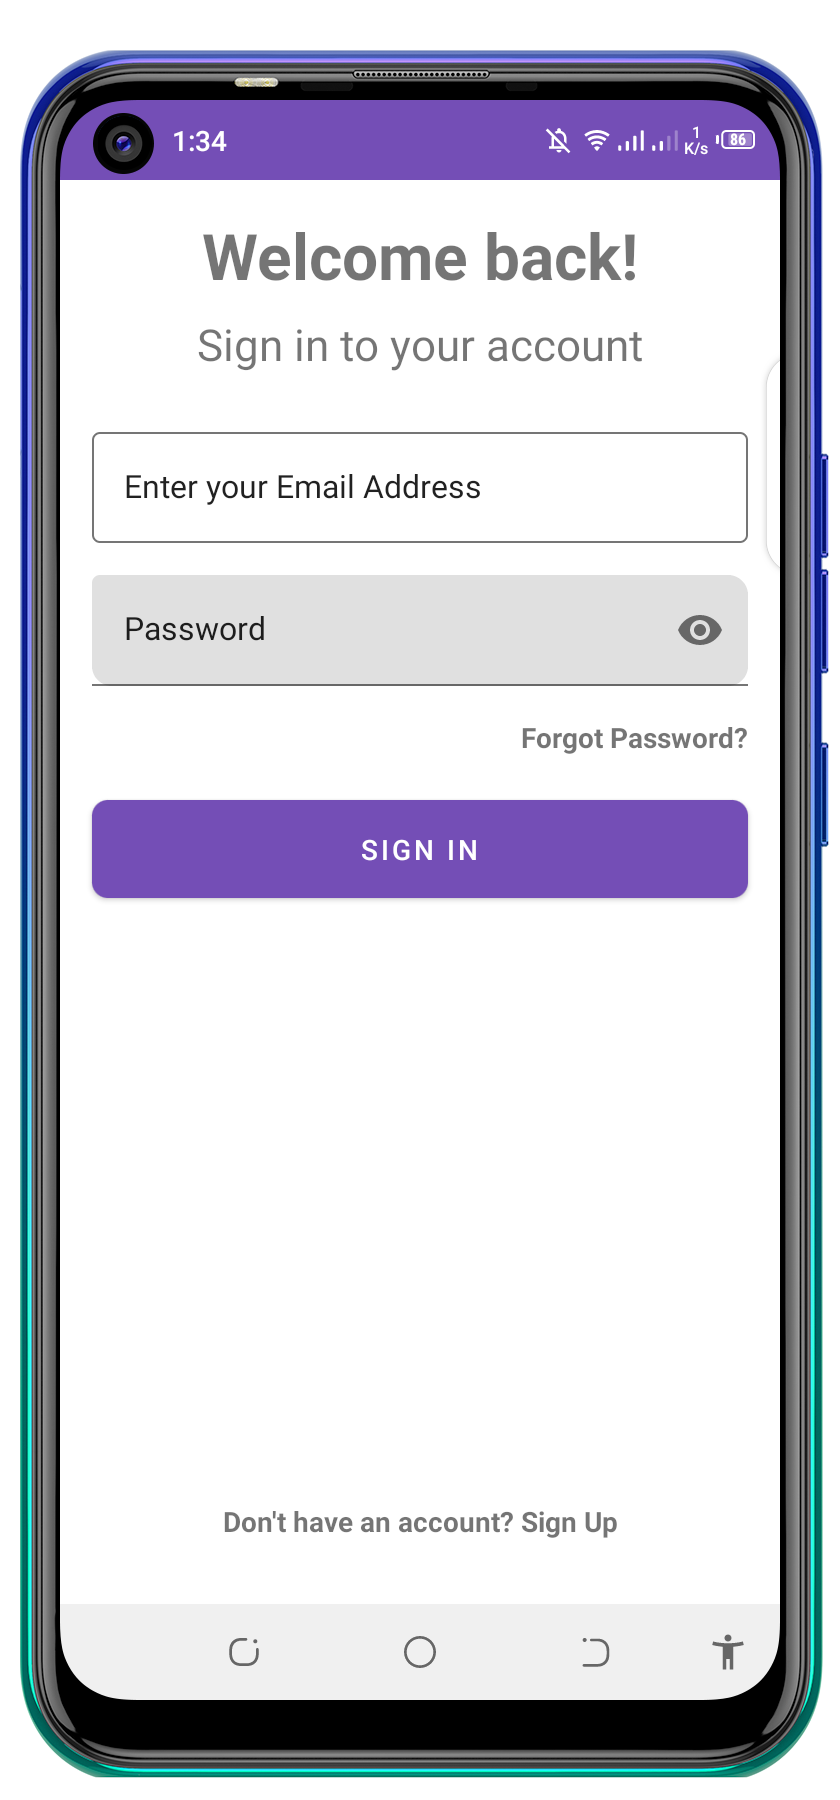 1:34
1
K/s
86
Welcome back!
Sign in to your account
Enter your Email Address
Password
Forgot Password?
SIGN IN
Don't have an account? Sign Up